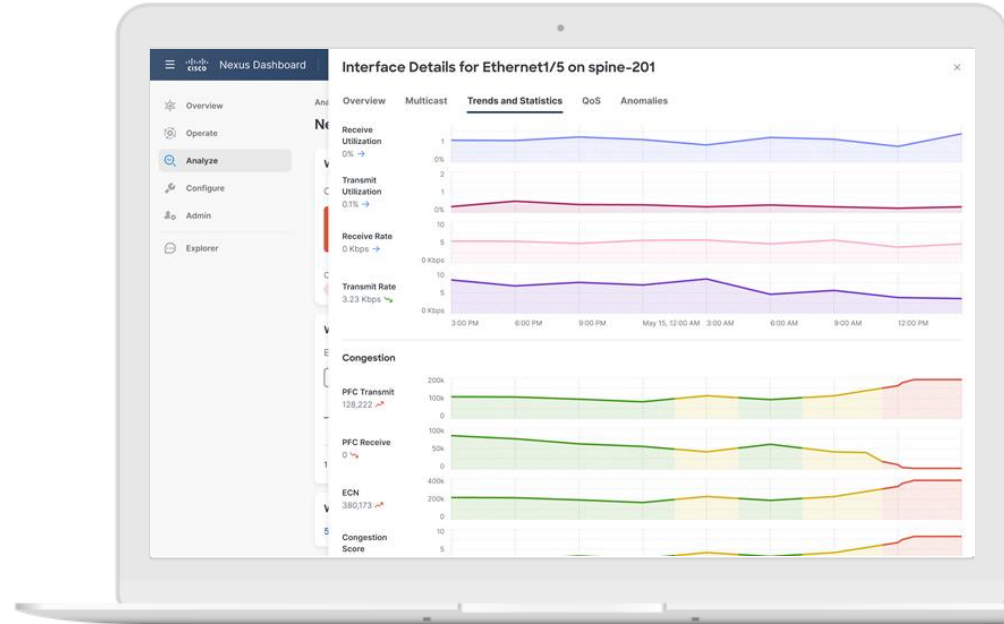 CISCO Nexus Dashboard
Interface Details for Ethernet1/5 on spine-201
×
Overview
Operate
Analyze
Configure
Admin
Explorer
Overview Multicast Trends and Statistics QoS Anomalies
Receive
Utilization
0% →
1
0%
Transmit
Utilization
0.1% →
2
1
0%
Receive Rate
0 Kbps →
10
5
0 Kbps
Transmit Rate
3.23 Kbps
10
5
0 Kbps
3:00 PM 6:00 PM 9:00 PM May 15, 12:00 AM 3:00 AM 6:00 AM 9:00 AM 12:00 PM
Congestion
PFC Transmit
128,222
200k
100k
0
PFC Receive
0
100k
50k
0
ECN
380,173
400k
200k
0
Congestion
Score
10
5